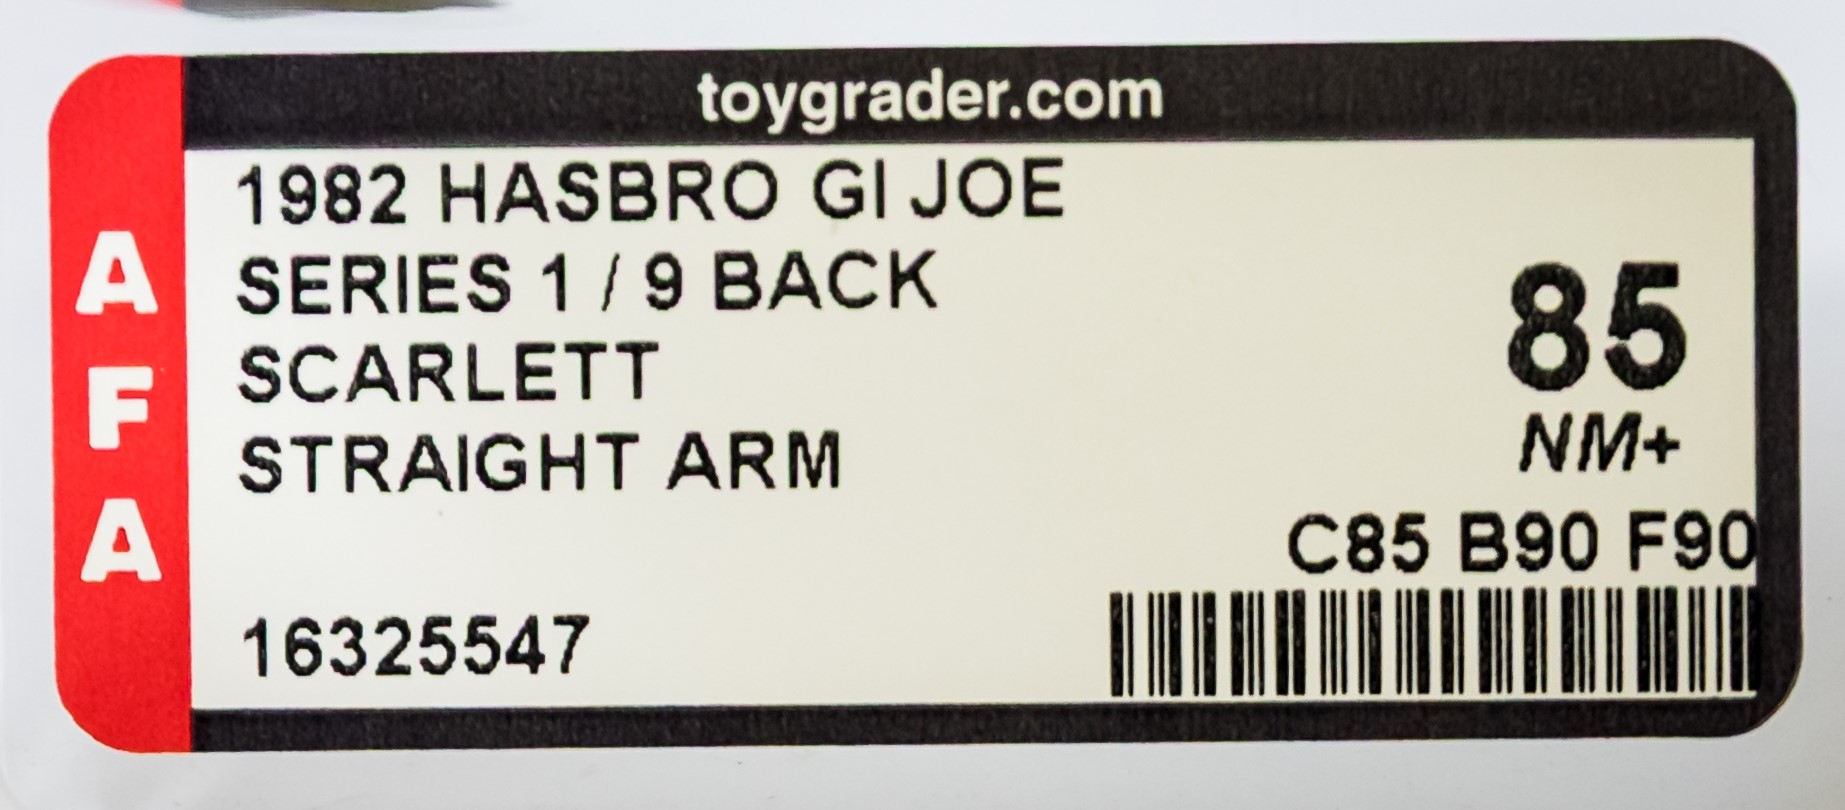 toygrader.com
AFA
1982 HASBRO GI JOE
SERIES 1 / 9 BACK
SCARLETT
STRAIGHT ARM
85
NM+
C85 B90 F90
16325547